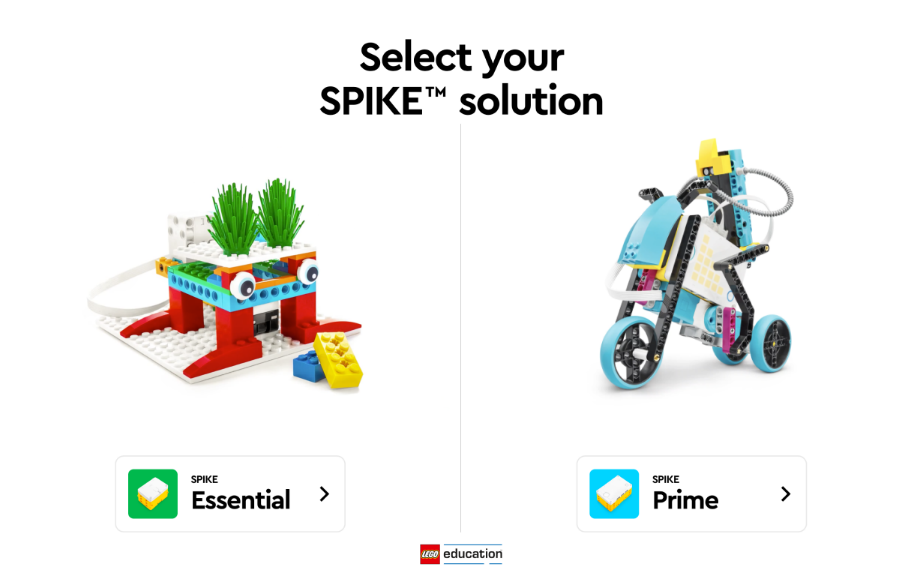 Select your
SPIKE™ solution
SPIKE
Essential
SPIKE
Prime
LEGO education